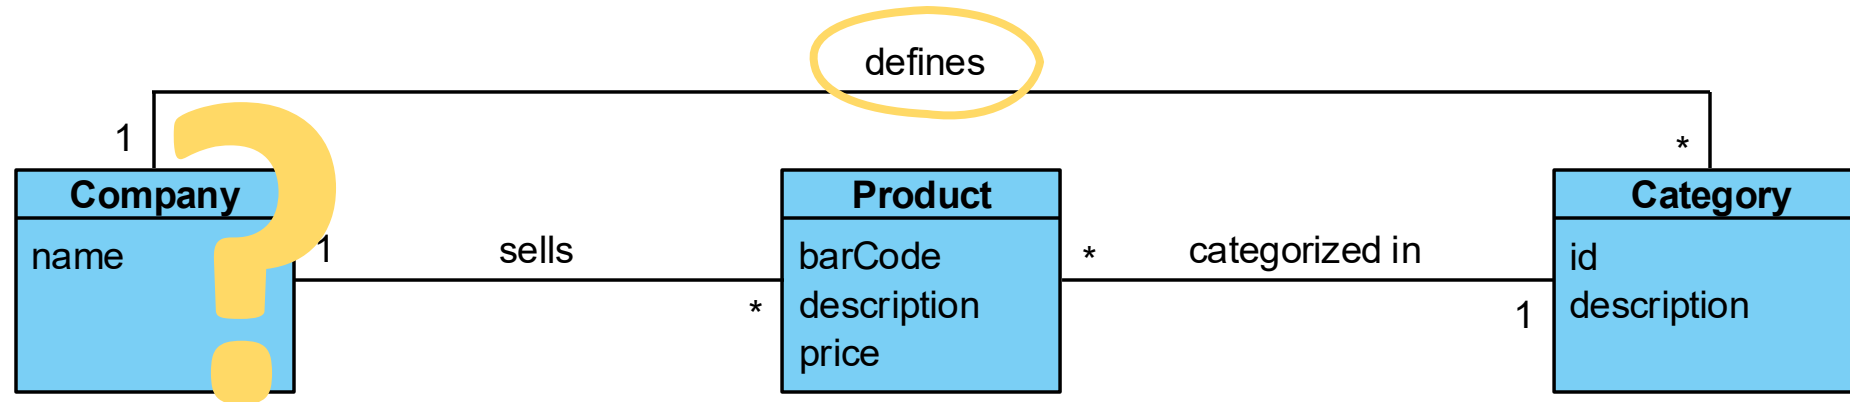 defines
1
*
Company
Product
Category
name
?
1
sells
*
barCode
description
price
*
categorized in
1
id
description